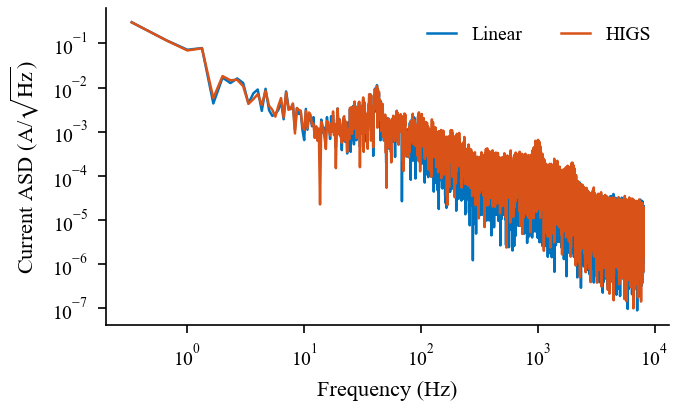 Linear HIGS
Current ASD (A/√Hz)
10⁻¹
10⁻²
10⁻³
10⁻⁴
10⁻⁵
10⁻⁶
10⁻⁷
10⁰ 10¹ 10² 10³ 10⁴
Frequency (Hz)